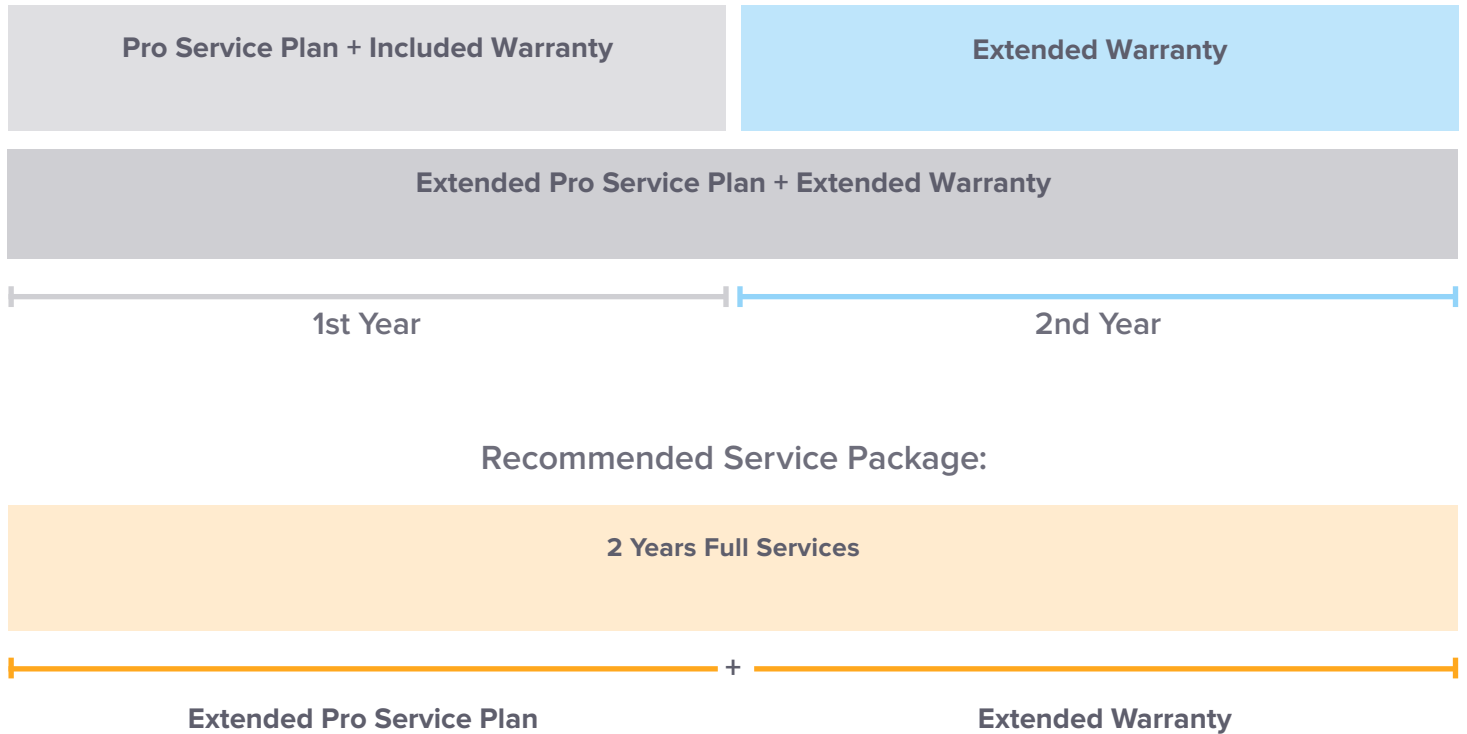 Pro Service Plan + Included Warranty
Extended Warranty
Extended Pro Service Plan + Extended Warranty
1st Year
2nd Year
Recommended Service Package:
2 Years Full Services
+
Extended Pro Service Plan
Extended Warranty